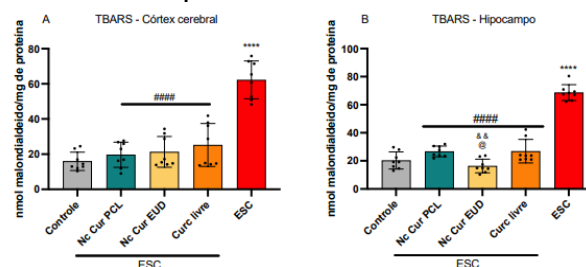 A
TBARS - Córtex cerebral
nmol malondialdeido/mg de proteína
80
60
40
20
0
####
****
Controle
Nc Cur PCL
Nc Cur EUD
Curc livre
ESC
ESC
B
TBARS - Hipocampo
nmol malondialdeido/mg de proteína
100
80
60
40
20
0
####
&&
@
****
Controle
Nc Cur PCL
Nc Cur EUD
Curc livre
ESC
ESC